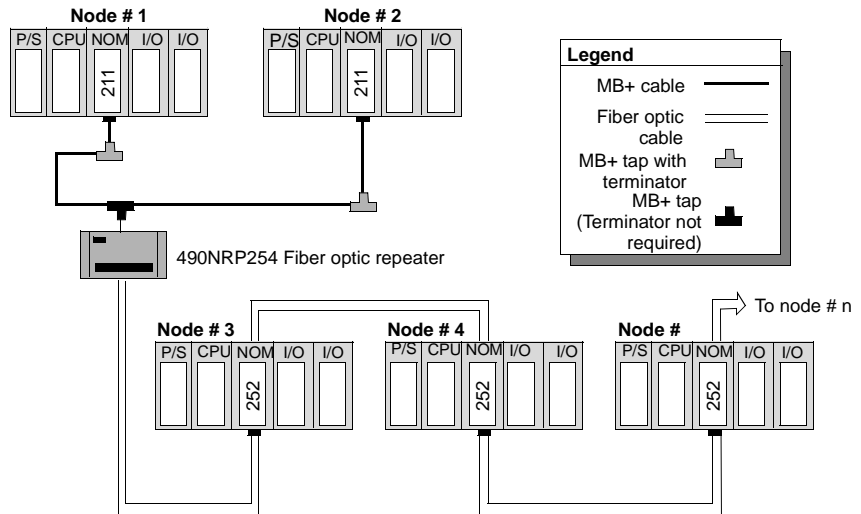 Node # 1
P/S CPU NOM I/O I/O
211
Node # 2
P/S CPU NOM I/O I/O
211
Legend
MB+ cable
Fiber optic
cable
MB+ tap with
terminator
MB+ tap
(Terminator not
required)
490NRP254 Fiber optic repeater
To node # n
Node # 3
P/S CPU NOM I/O I/O
252
Node # 4
P/S CPU NOM I/O I/O
252
Node #
P/S CPU NOM I/O I/O
252